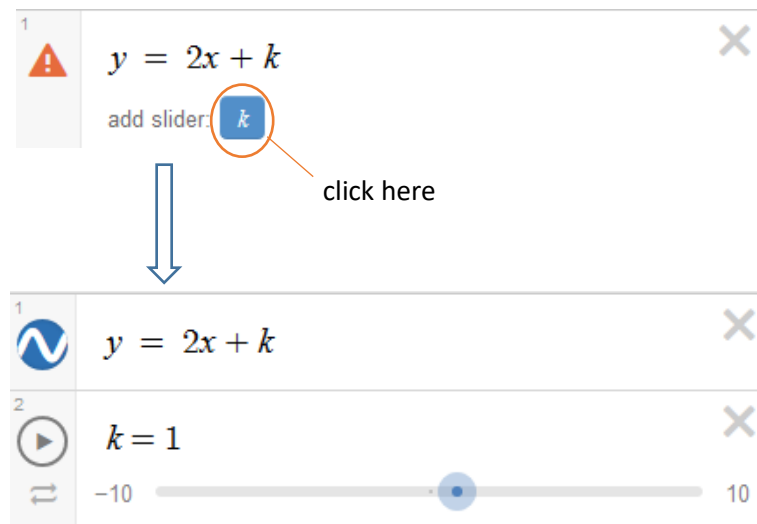 1
y = 2x + k
add slider: k
click here
1
y = 2x + k
2
k = 1
−10 10